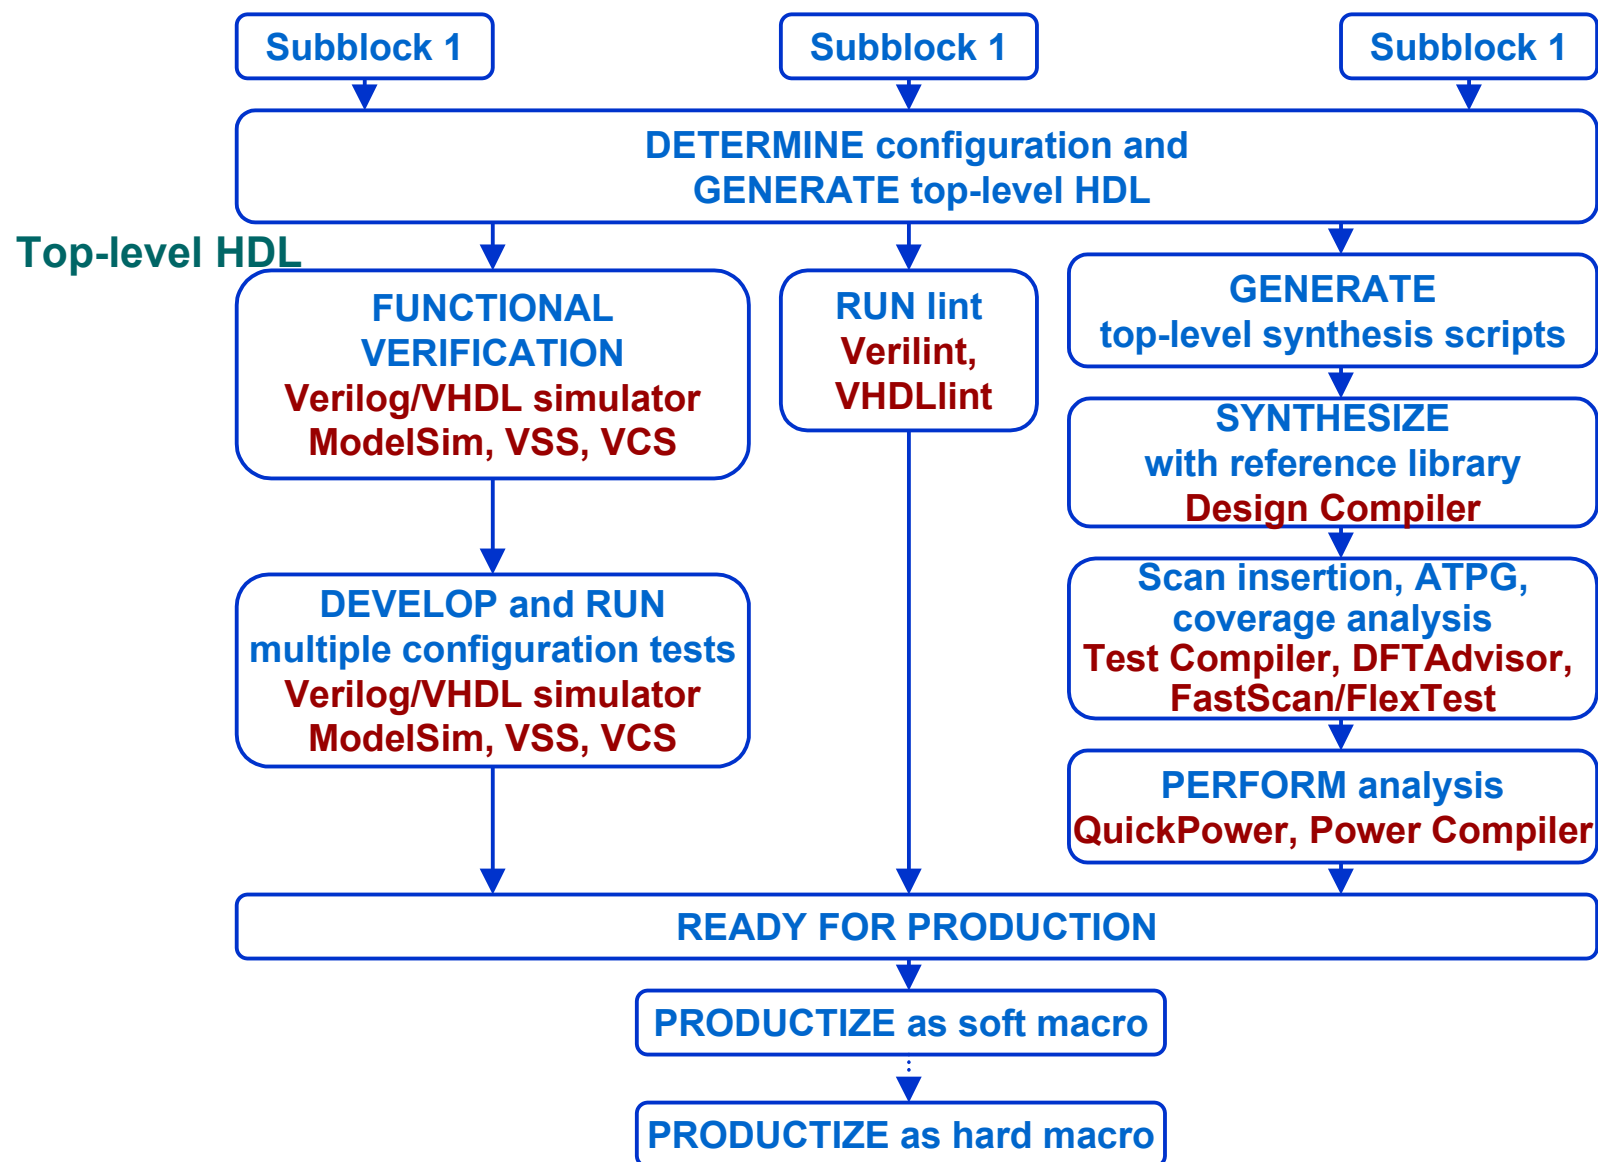 Subblock 1
Subblock 1
Subblock 1
DETERMINE configuration and
GENERATE top-level HDL
Top-level HDL
FUNCTIONAL
VERIFICATION
Verilog/VHDL simulator
ModelSim, VSS, VCS
RUN lint
Verilint,
VHDLlint
GENERATE
top-level synthesis scripts
SYNTHESIZE
with reference library
Design Compiler
DEVELOP and RUN
multiple configuration tests
Verilog/VHDL simulator
ModelSim, VSS, VCS
Scan insertion, ATPG,
coverage analysis
Test Compiler, DFTAdvisor,
FastScan/FlexTest
PERFORM analysis
QuickPower, Power Compiler
READY FOR PRODUCTION
PRODUCTIZE as soft macro
PRODUCTIZE as hard macro